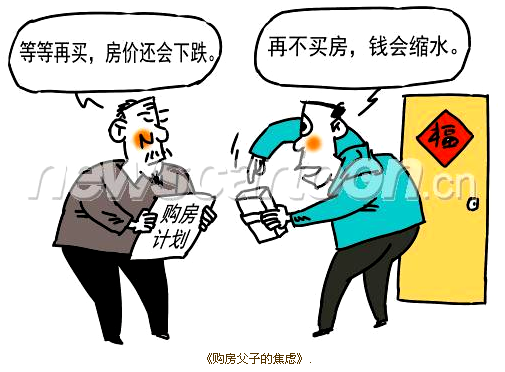 等等再买，房价还会下跌。
再不买房，钱会缩水。
福
newscartoon.cn
购房
计划
《购房父子的焦虑》.